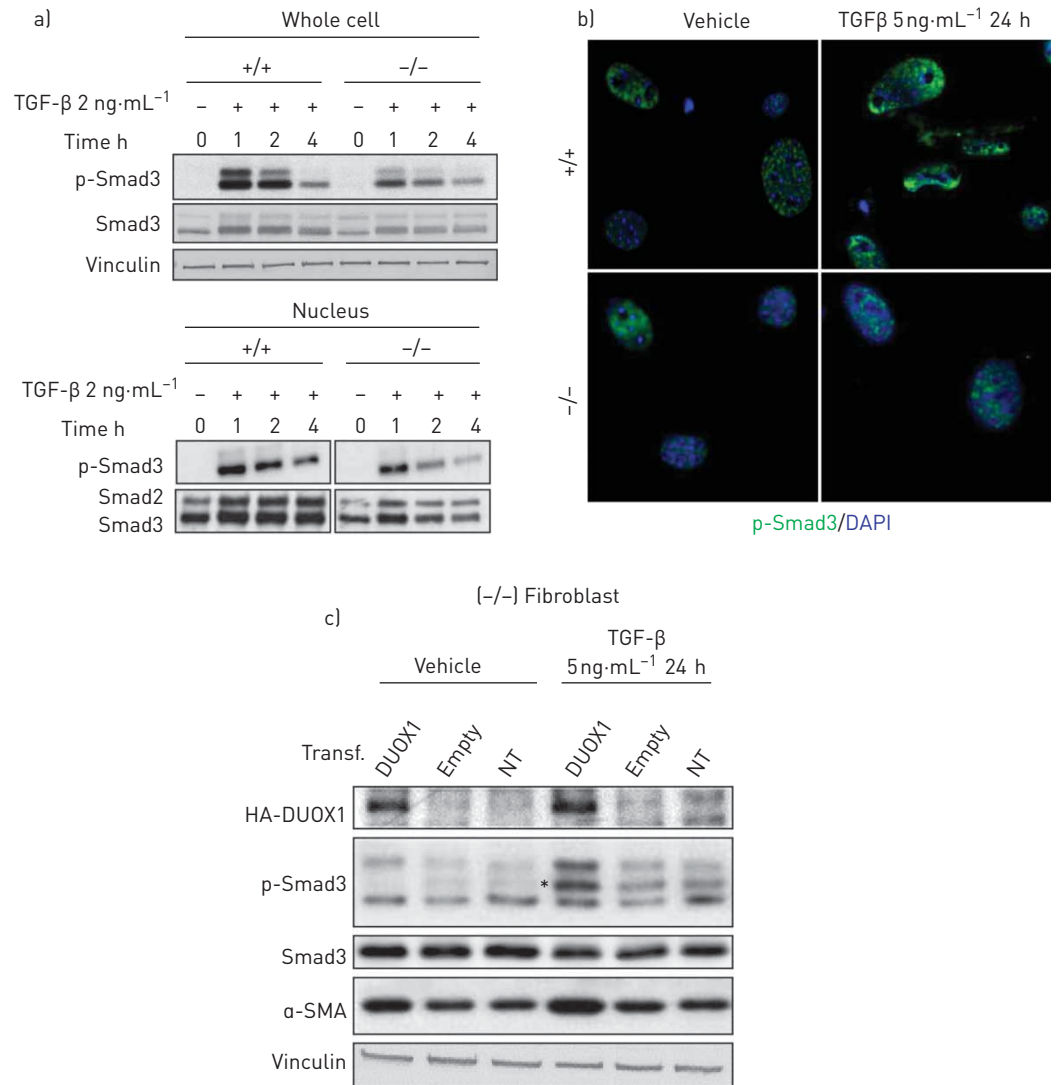 a)
Whole cell
+/+ –/–
TGF-β 2 ng·mL⁻¹ – + + + – + + +
Time h 0 1 2 4 0 1 2 4
p-Smad3
Smad3
Vinculin
Nucleus
+/+ –/–
TGF-β 2 ng·mL⁻¹ – + + + – + + +
Time h 0 1 2 4 0 1 2 4
p-Smad3
Smad2
Smad3
b)
Vehicle TGFβ 5 ng·mL⁻¹ 24 h
+/+
–/–
p-Smad3/DAPI
(–/–) Fibroblast
c)
TGF-β
Vehicle 5 ng·mL⁻¹ 24 h
Transf. DUOX1 Empty NT DUOX1 Empty NT
HA-DUOX1
p-Smad3 *
Smad3
α-SMA
Vinculin